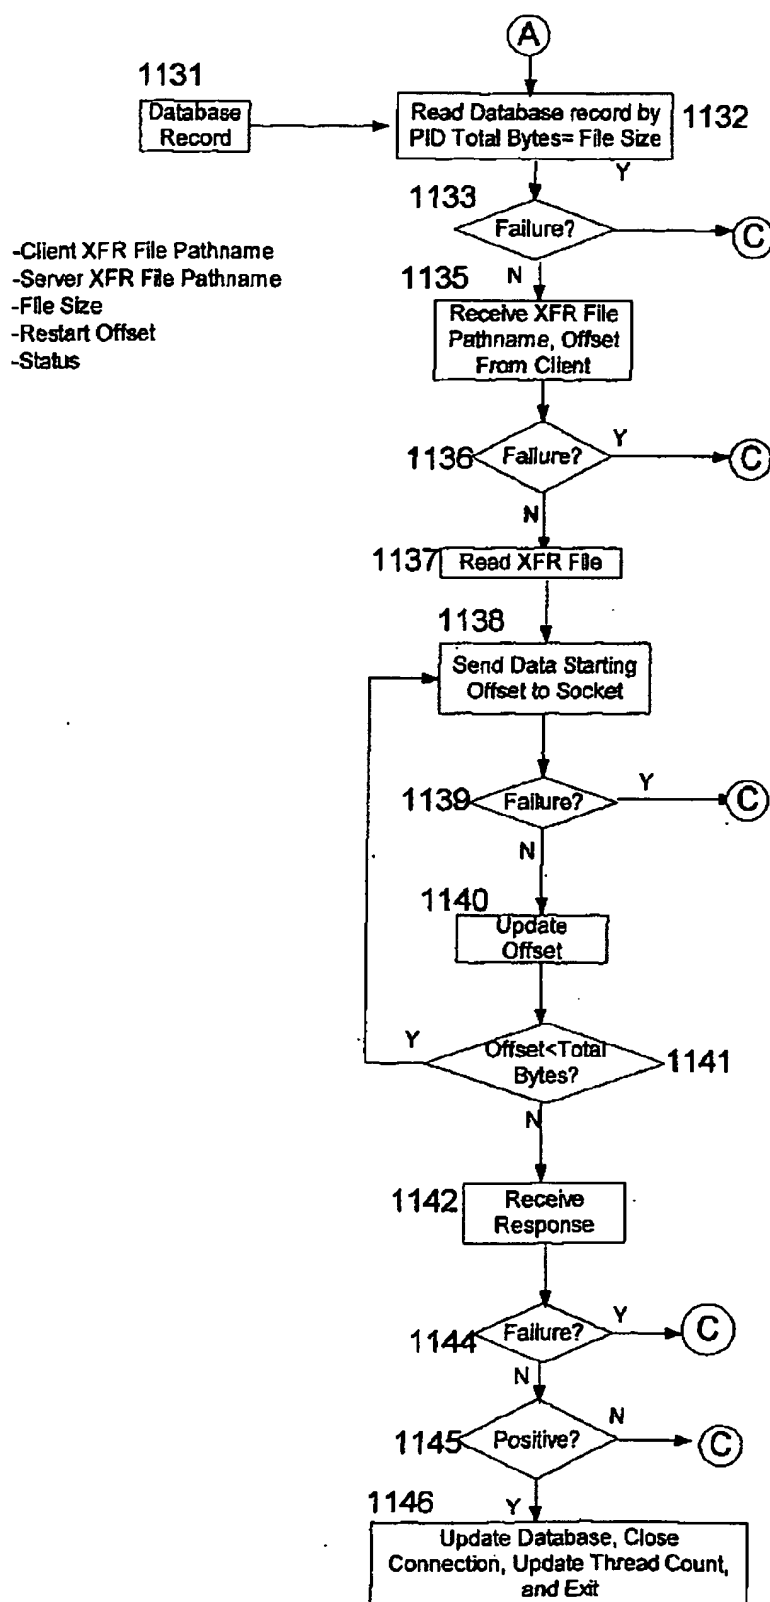 A
1131
Database
Record
Read Database record by
PID Total Bytes= File Size
1132
Y
1133
Failure?
C
-Client XFR File Pathname
-Server XFR File Pathname
-File Size
-Restart Offset
-Status
N
1135
Receive XFR File
Pathname, Offset
From Client
1136
Failure?
Y
C
N
1137
Read XFR File
1138
Send Data Starting
Offset to Socket
1139
Failure?
Y
C
N
1140
Update
Offset
Y
Offset<Total
Bytes?
1141
N
1142
Receive
Response
1144
Failure?
Y
C
N
1145
Positive?
N
C
1146
Y
Update Database, Close
Connection, Update Thread Count,
and Exit